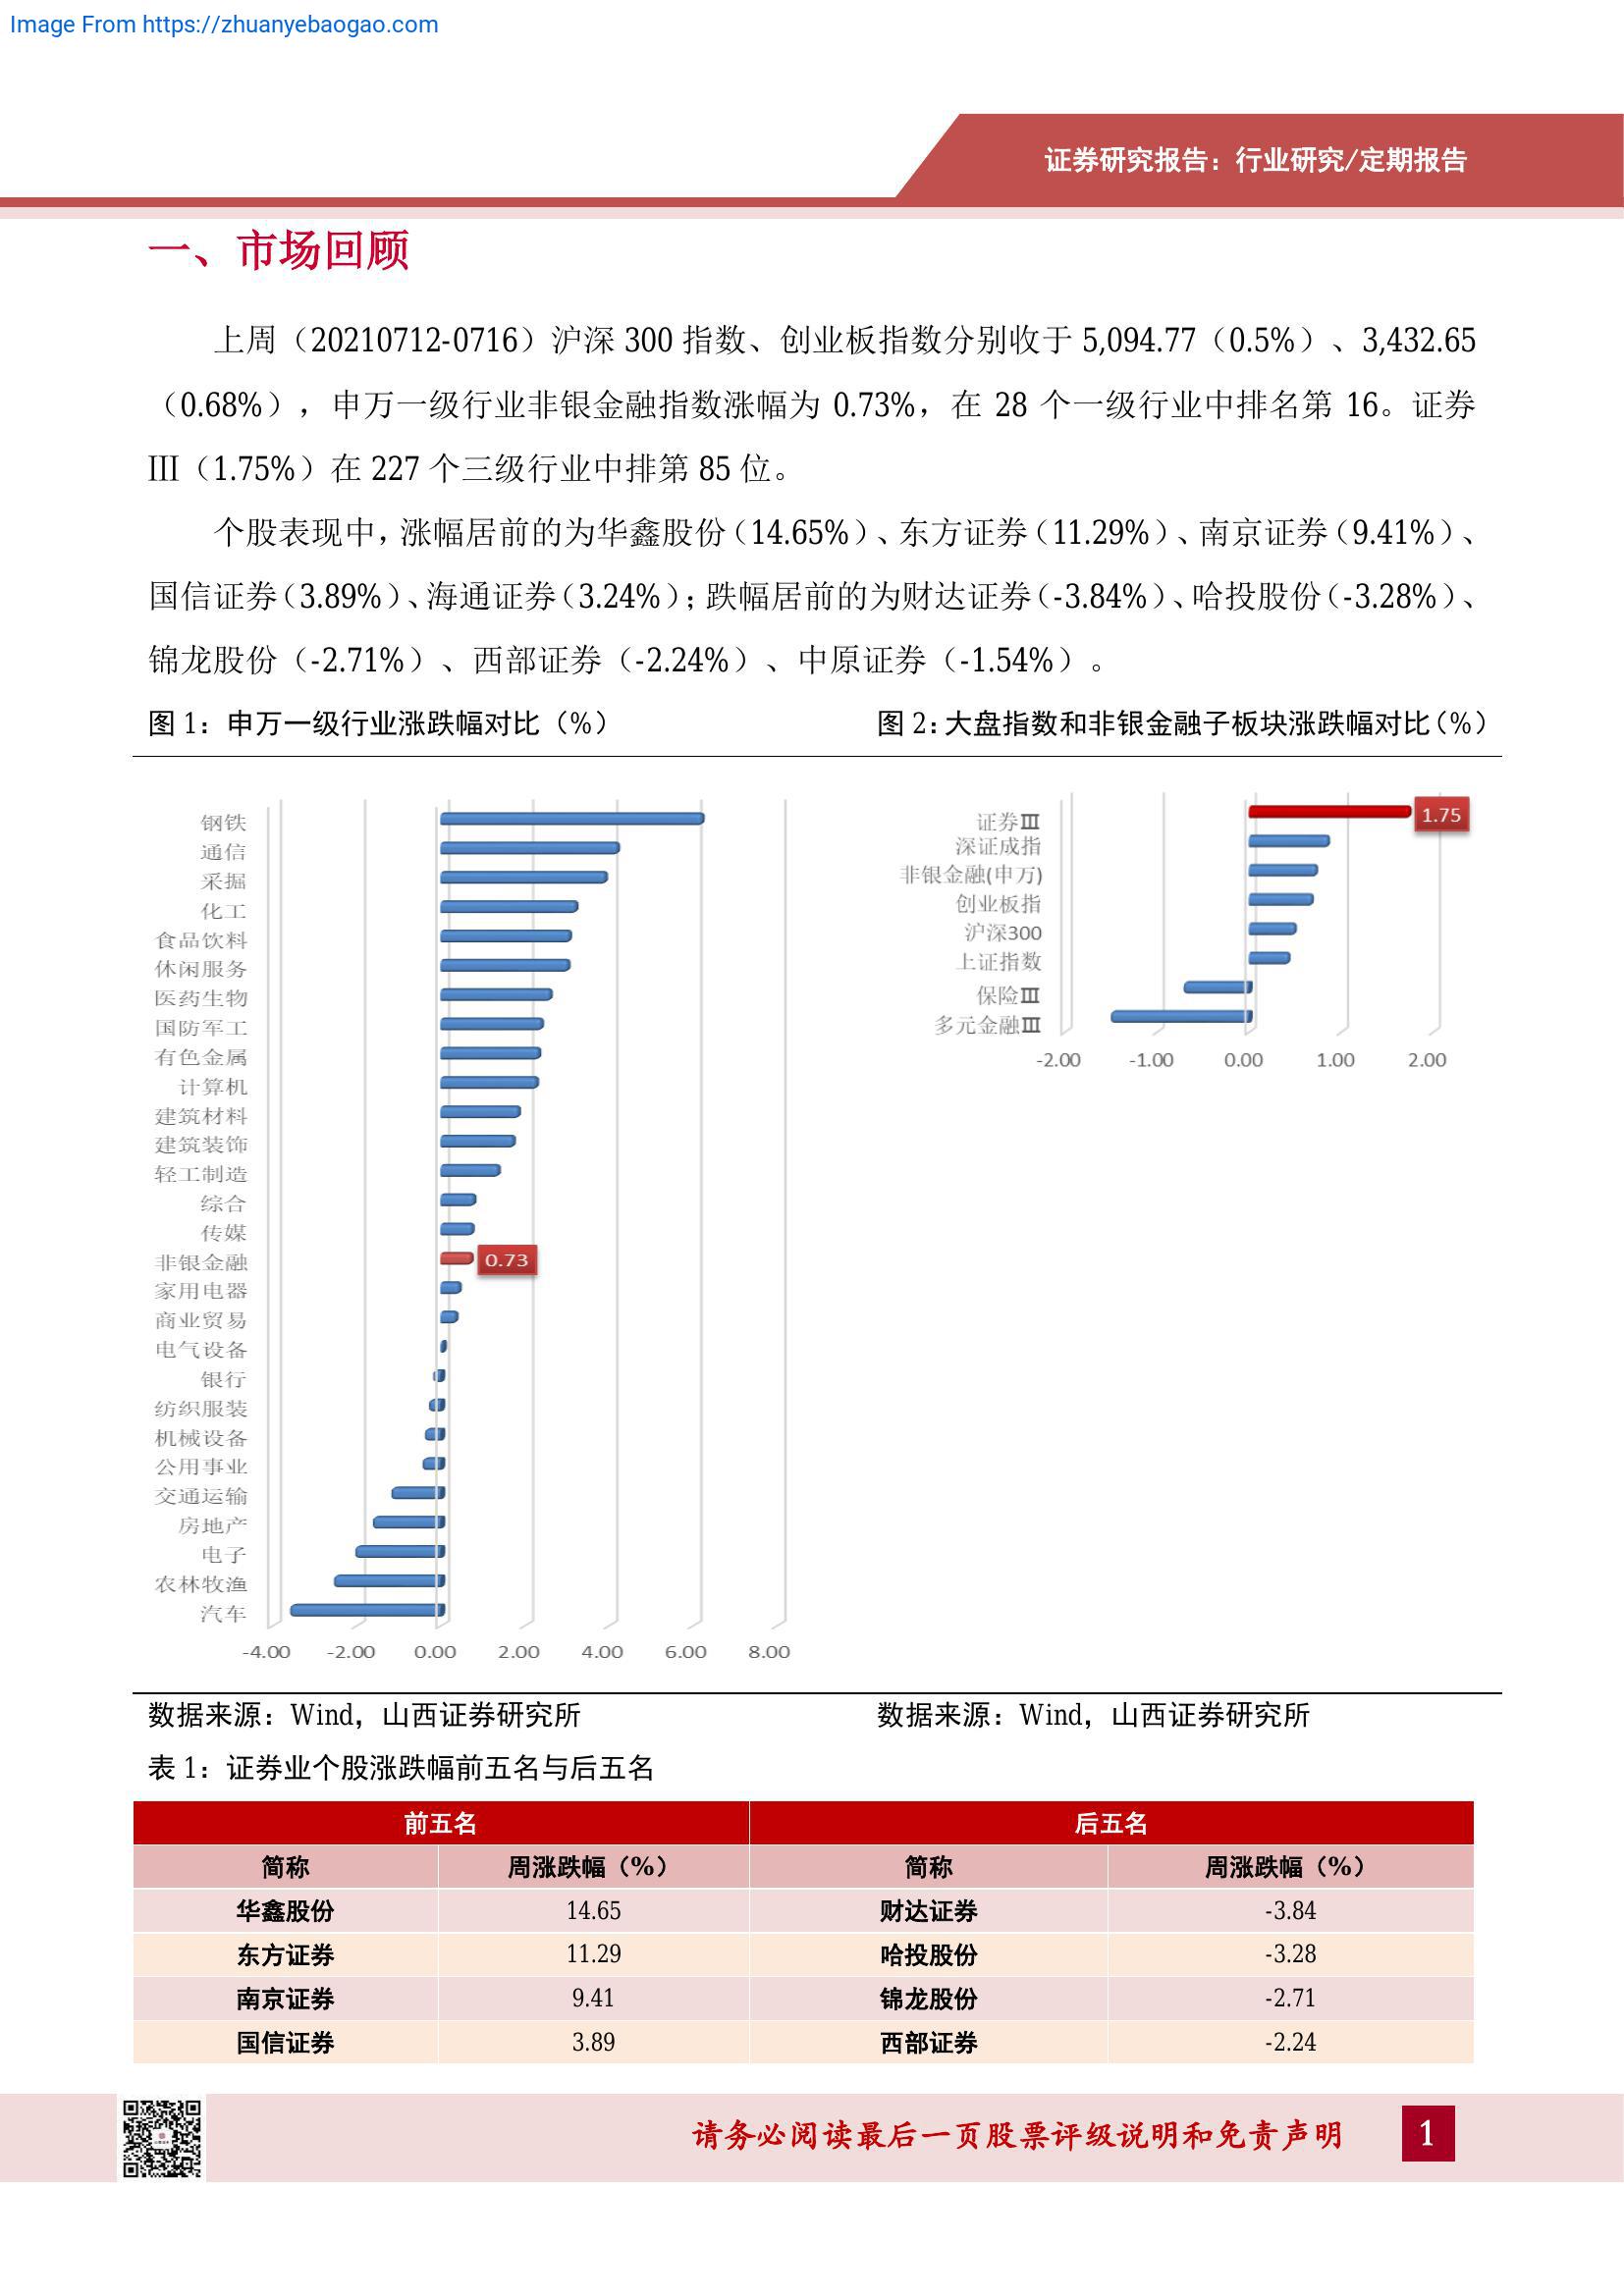 Image From https://zhuanyebaogao.com
证券研究报告：行业研究/定期报告
一、市场回顾
上周（20210712-0716）沪深 300 指数、创业板指数分别收于 5,094.77（0.5%）、3,432.65
（0.68%），申万一级行业非银金融指数涨幅为 0.73%，在 28 个一级行业中排名第 16。证券
Ⅲ（1.75%）在 227 个三级行业中排第 85 位。
个股表现中，涨幅居前的为华鑫股份（14.65%）、东方证券（11.29%）、南京证券（9.41%）、
国信证券（3.89%）、海通证券（3.24%）；跌幅居前的为财达证券（-3.84%）、哈投股份（-3.28%）、
锦龙股份（-2.71%）、西部证券（-2.24%）、中原证券（-1.54%）。
图 1：申万一级行业涨跌幅对比（%）
钢铁
通信
采掘
化工
食品饮料
休闲服务
医药生物
国防军工
有色金属
计算机
建筑材料
建筑装饰
轻工制造
综合
传媒
非银金融 0.73
家用电器
商业贸易
电气设备
银行
纺织服装
机械设备
公用事业
交通运输
房地产
电子
农林牧渔
汽车
-4.00 -2.00 0.00 2.00 4.00 6.00 8.00
数据来源：Wind，山西证券研究所
图 2：大盘指数和非银金融子板块涨跌幅对比（%）
证券Ⅲ 1.75
深证成指
非银金融(申万)
创业板指
沪深300
上证指数
保险Ⅲ
多元金融Ⅲ
-2.00 -1.00 0.00 1.00 2.00
数据来源：Wind，山西证券研究所
表 1：证券业个股涨跌幅前五名与后五名
前五名 后五名
简称 周涨跌幅（%） 简称 周涨跌幅（%）
华鑫股份 14.65 财达证券 -3.84
东方证券 11.29 哈投股份 -3.28
南京证券 9.41 锦龙股份 -2.71
国信证券 3.89 西部证券 -2.24
请务必阅读最后一页股票评级说明和免责声明 1